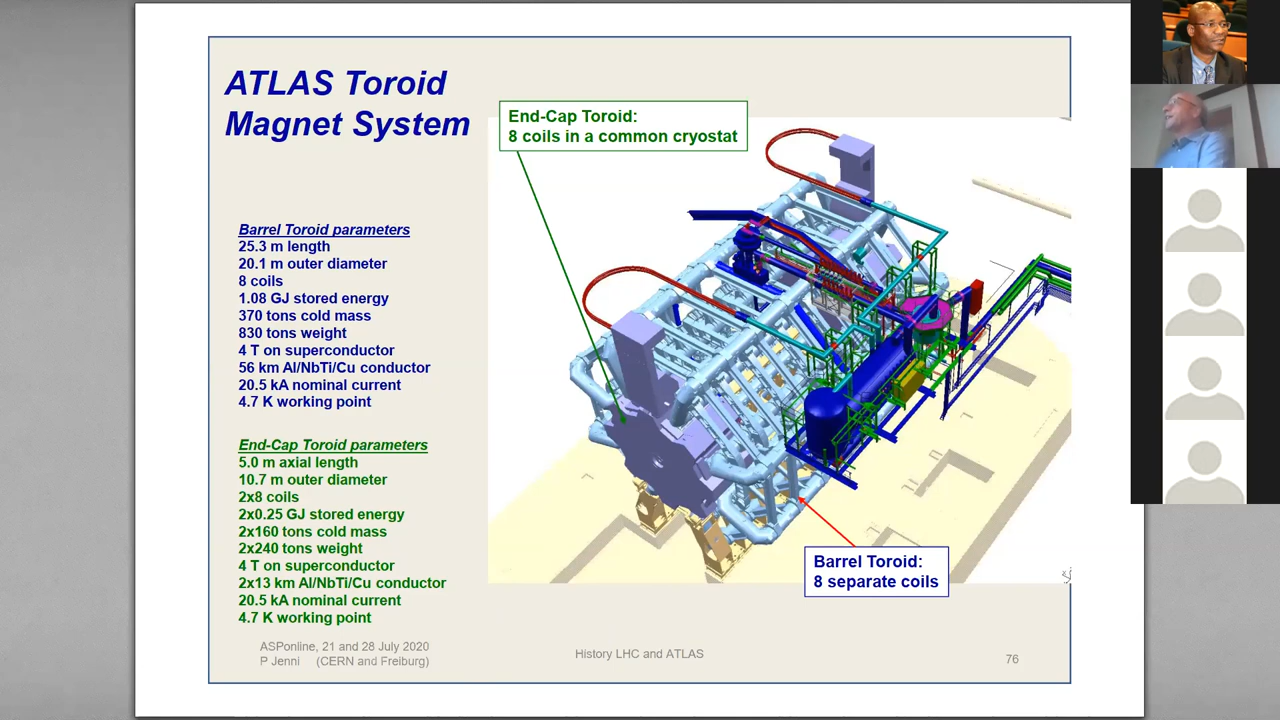 ATLAS Toroid
Magnet System
End-Cap Toroid:
8 coils in a common cryostat
Barrel Toroid parameters
25.3 m length
20.1 m outer diameter
8 coils
1.08 GJ stored energy
370 tons cold mass
830 tons weight
4 T on superconductor
56 km Al/NbTi/Cu conductor
20.5 kA nominal current
4.7 K working point
End-Cap Toroid parameters
5.0 m axial length
10.7 m outer diameter
2x8 coils
2x0.25 GJ stored energy
2x160 tons cold mass
2x240 tons weight
4 T on superconductor
2x13 km Al/NbTi/Cu conductor
20.5 kA nominal current
4.7 K working point
Barrel Toroid:
8 separate coils
ASPonline, 21 and 28 July 2020
P Jenni (CERN and Freiburg)
History LHC and ATLAS
76